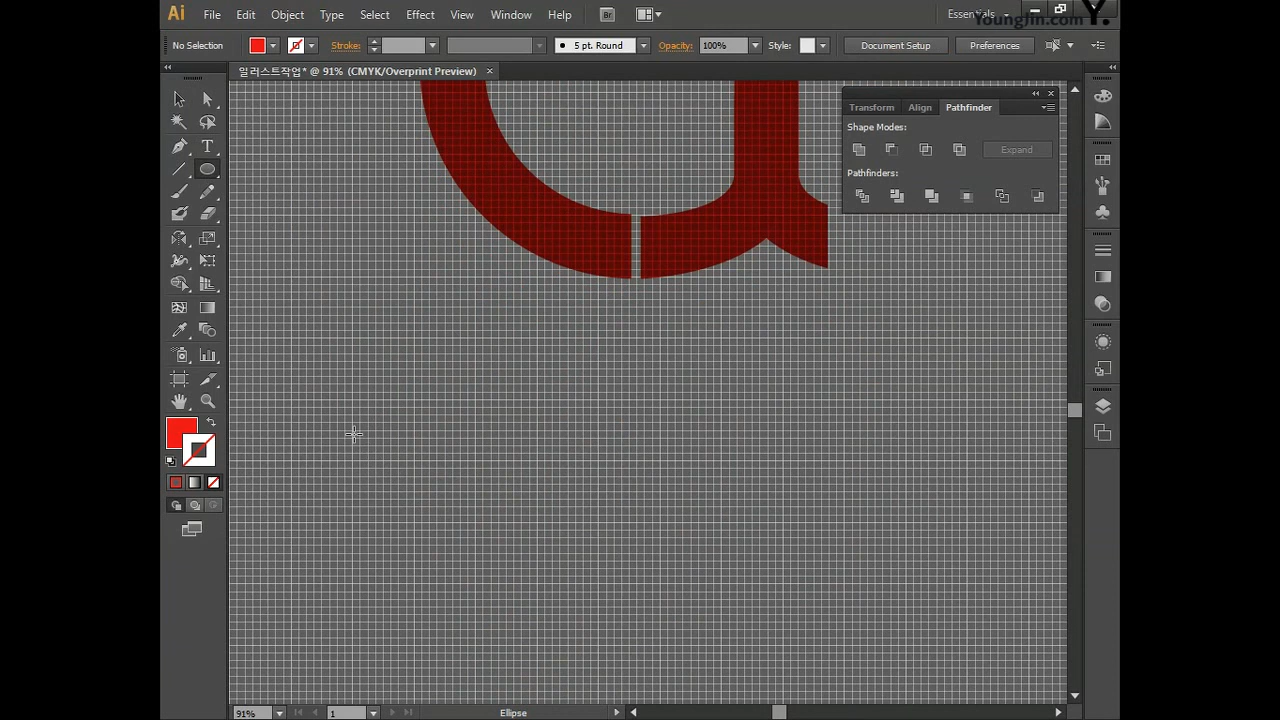 Ai File Edit Object Type Select Effect View Window Help Br Essentials
YoungJin.com Y.
No Selection Stroke: 5 pt. Round Opacity: 100% Style: Document Setup Preferences
일러스트작업* @ 91% (CMYK/Overprint Preview) ×
Transform Align Pathfinder
Shape Modes:
Expand
Pathfinders:
91% 1 Ellipse